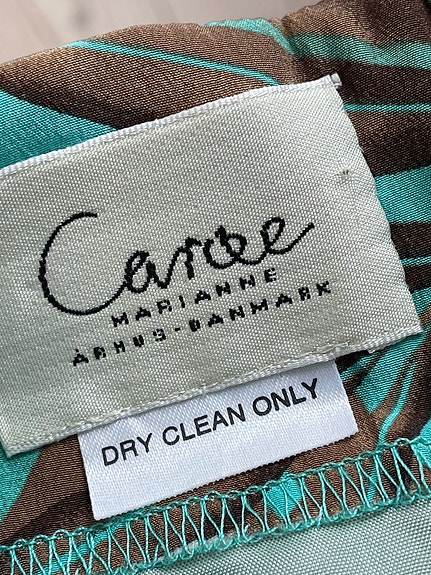 Carøe
MARIANNE
ÅRHUS-DANMARK
DRY CLEAN ONLY